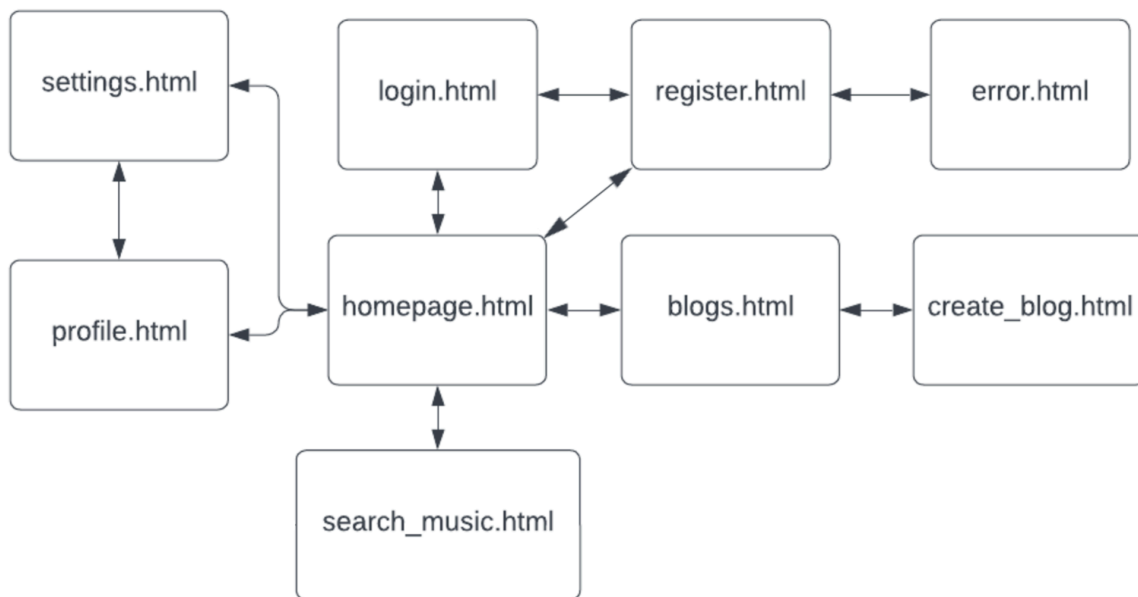 settings.html
login.html
register.html
error.html
profile.html
homepage.html
blogs.html
create_blog.html
search_music.html